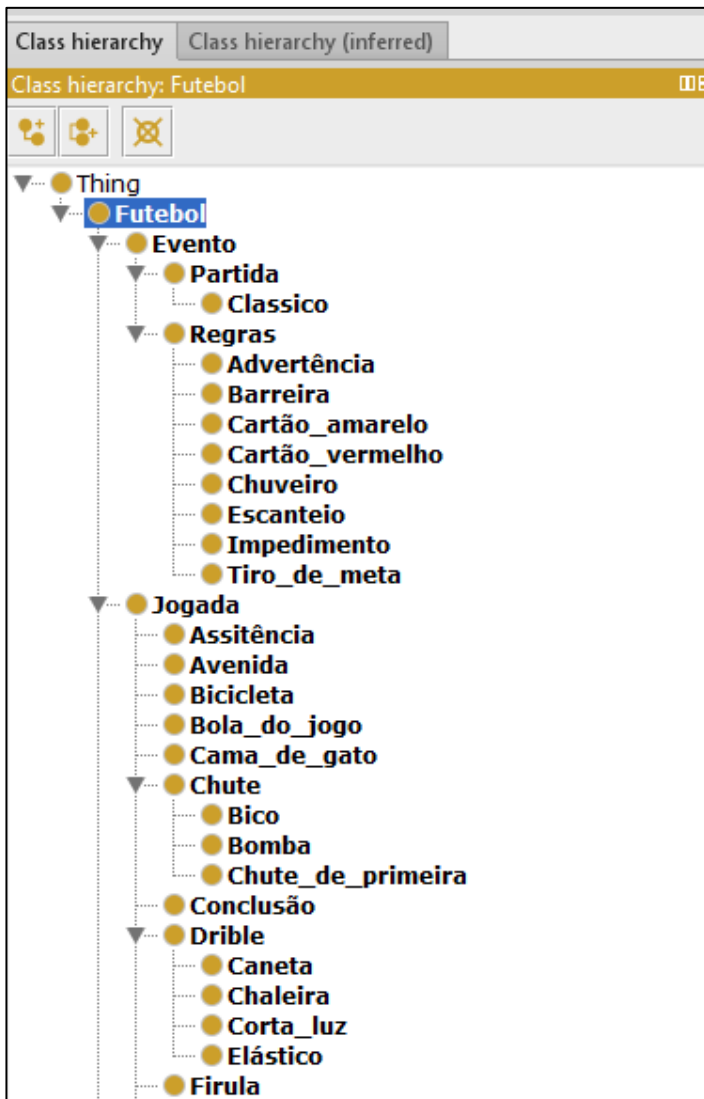 Class hierarchy Class hierarchy (inferred)
Class hierarchy: Futebol
Thing
Futebol
Evento
Partida
Classico
Regras
Advertência
Barreira
Cartão_amarelo
Cartão_vermelho
Chuveiro
Escanteio
Impedimento
Tiro_de_meta
Jogada
Assitência
Avenida
Bicicleta
Bola_do_jogo
Cama_de_gato
Chute
Bico
Bomba
Chute_de_primeira
Conclusão
Drible
Caneta
Chaleira
Corta_luz
Elástico
Firula